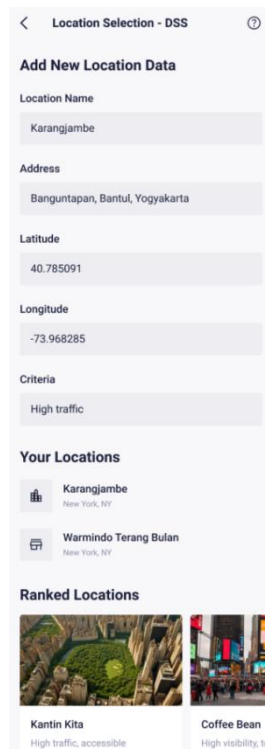 Location Selection - DSS
Add New Location Data
Location Name
Karangjambe
Address
Banguntapan, Bantul, Yogyakarta
Latitude
40.785091
Longitude
-73.968285
Criteria
High traffic
Your Locations
Karangjambe
New York, NY
Warmindo Terang Bulan
New York, NY
Ranked Locations
Kantin Kita
High traffic, accessible
Coffee Bean
High visibility,